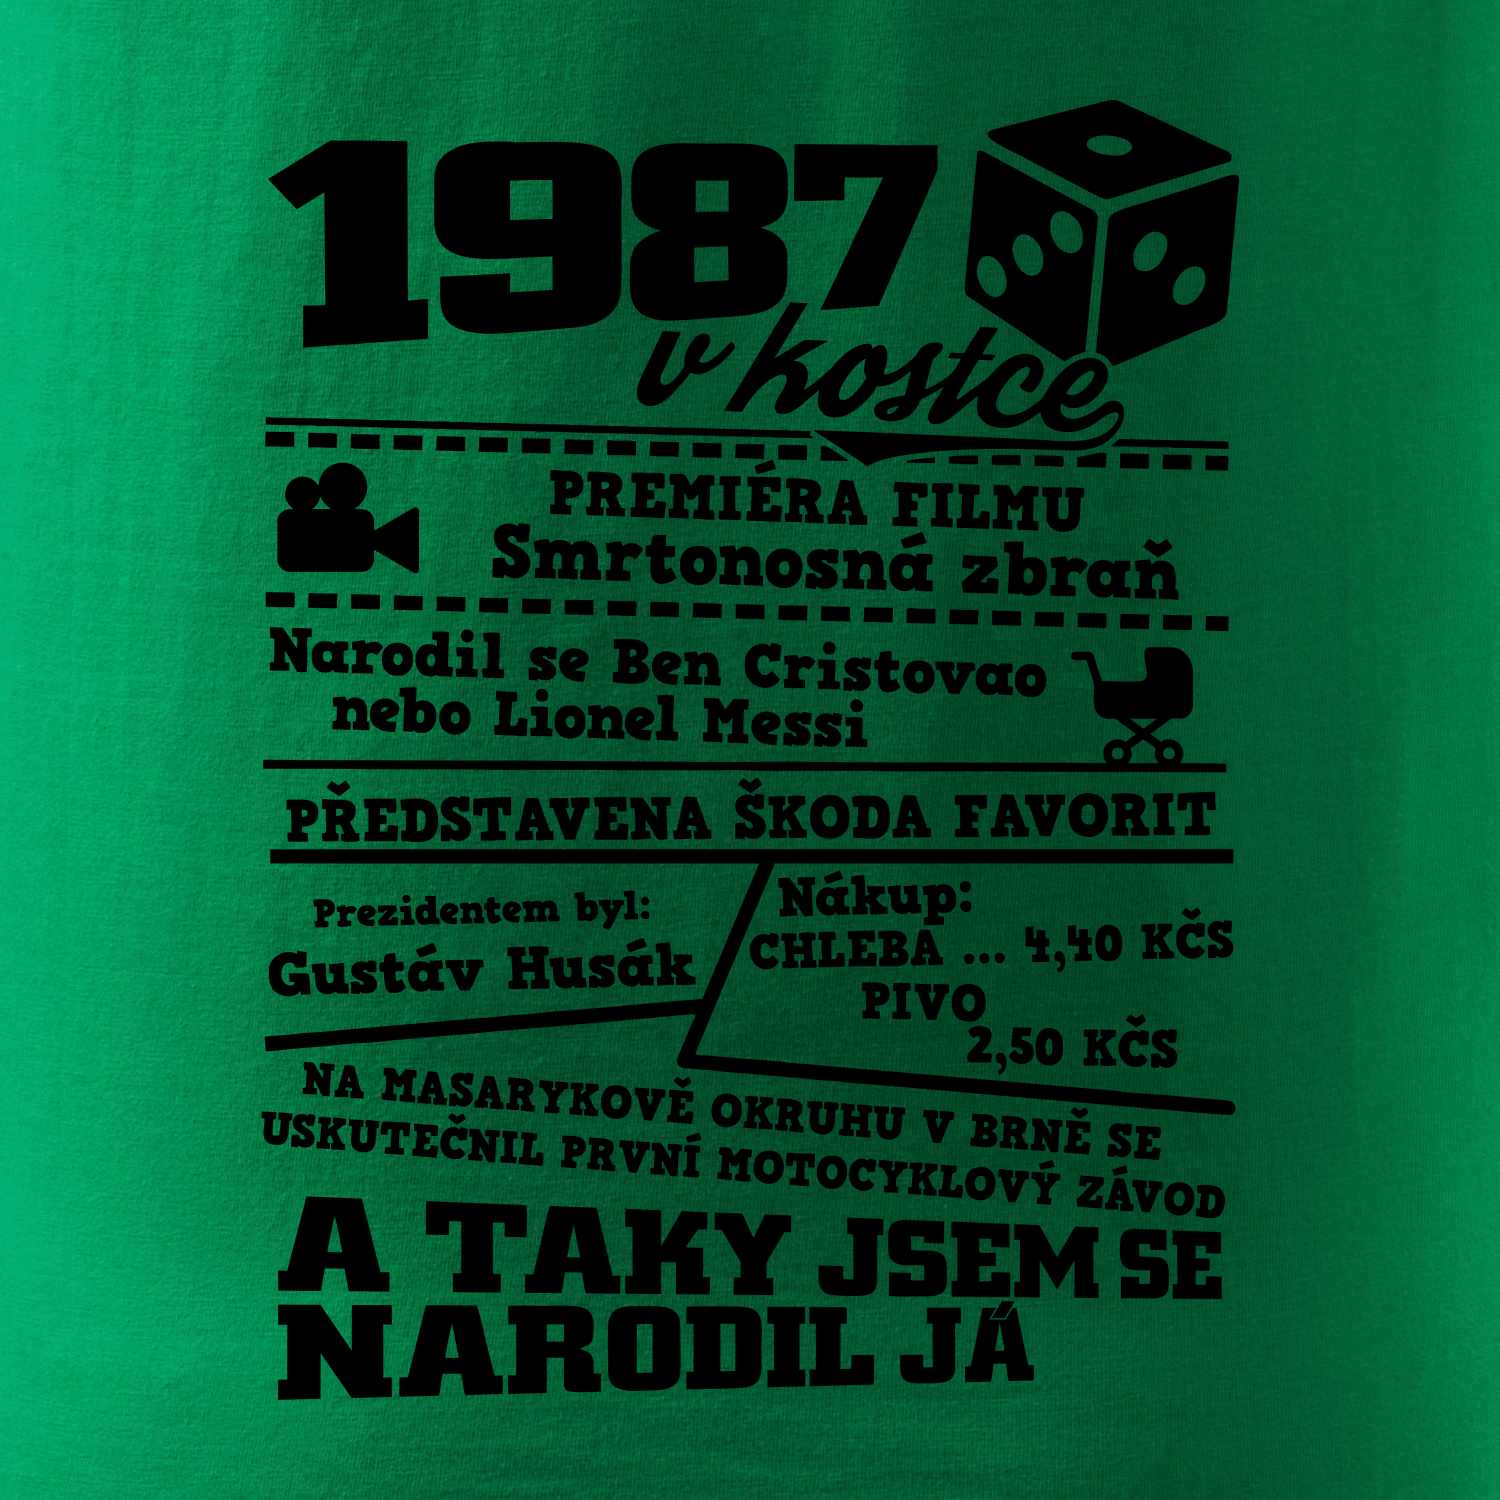 1987
v kostce
PREMIÉRA FILMU
Smrtonosná zbraň
Narodil se Ben Cristovao
nebo Lionel Messi
PŘEDSTAVENA ŠKODA FAVORIT
Prezidentem byl:
Gustáv Husák
Nákup:
CHLEBA ... 4,40 KČS
PIVO
2,50 KČS
NA MASARYKOVĚ OKRUHU V BRNĚ SE
USKUTEČNIL PRVNÍ MOTOCYKLOVÝ ZÁVOD
A TAKY JSEM SE
NARODIL JÁ